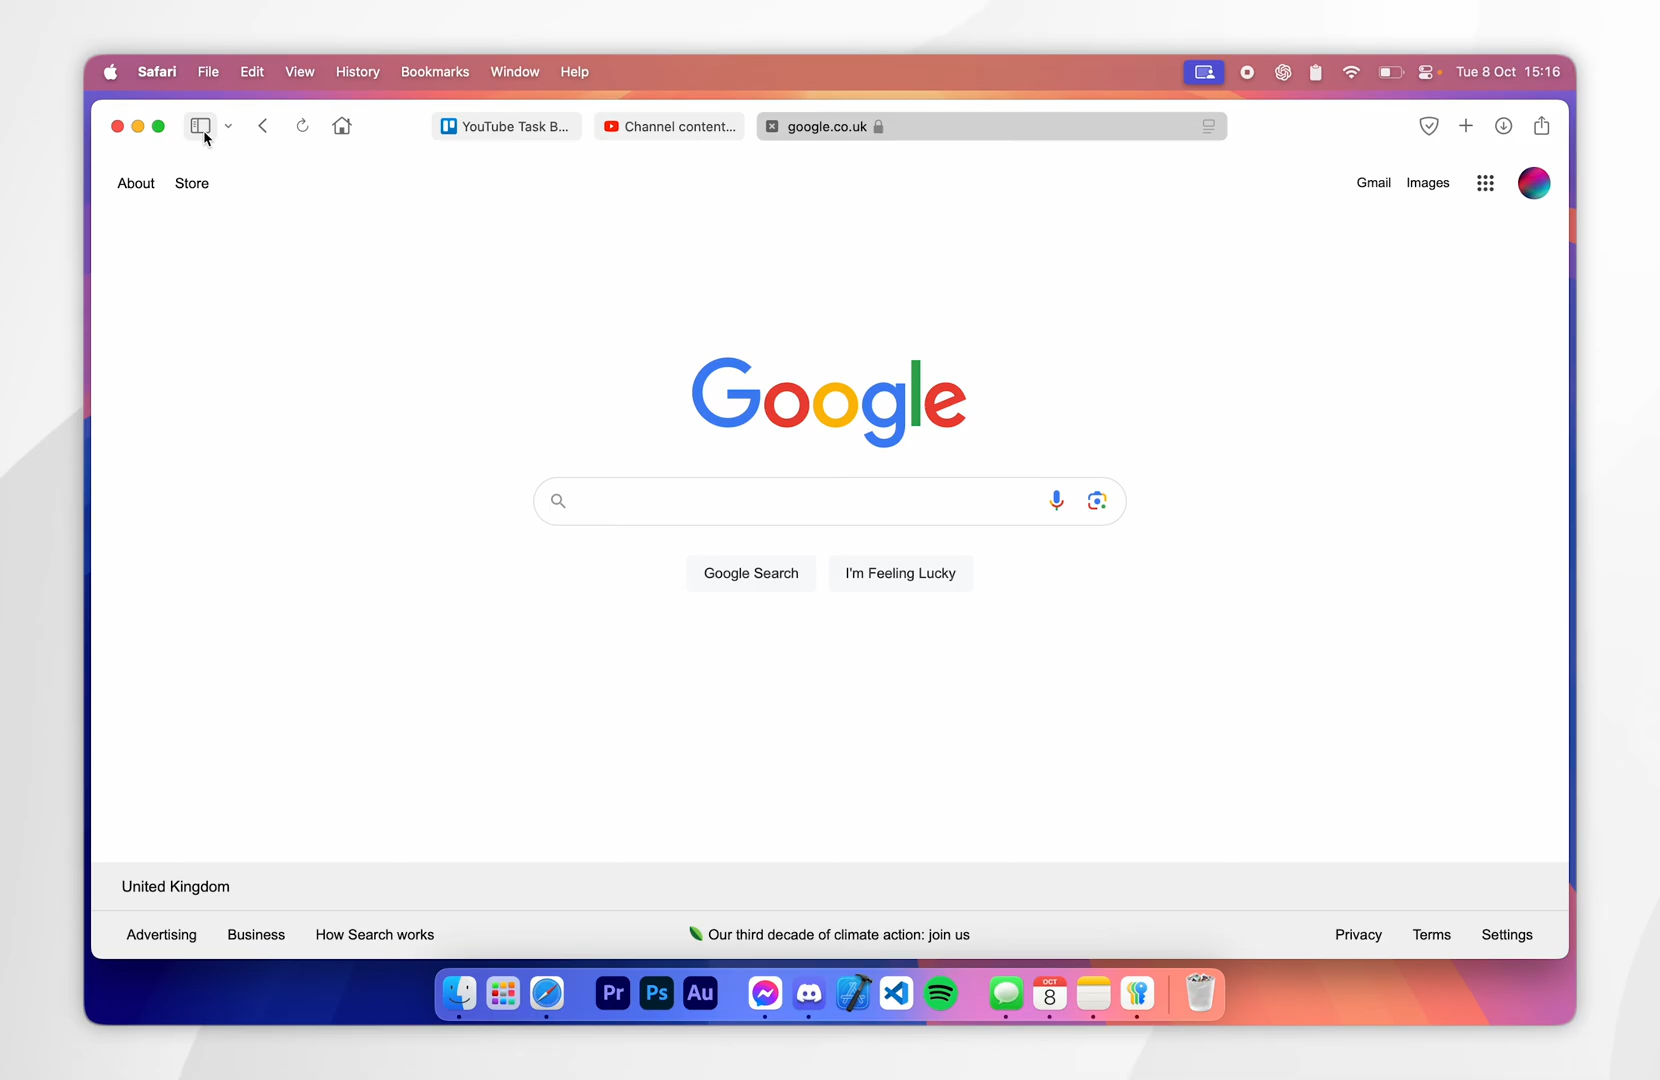 Safari File Edit View History Bookmarks Window Help Tue 8 Oct 15:16
YouTube Task B... Channel content... google.co.uk
About Store Gmail Images
Google
Google Search I'm Feeling Lucky
United Kingdom
Advertising Business How Search works Our third decade of climate action: join us Privacy Terms Settings
Pr Ps Au OCT 8